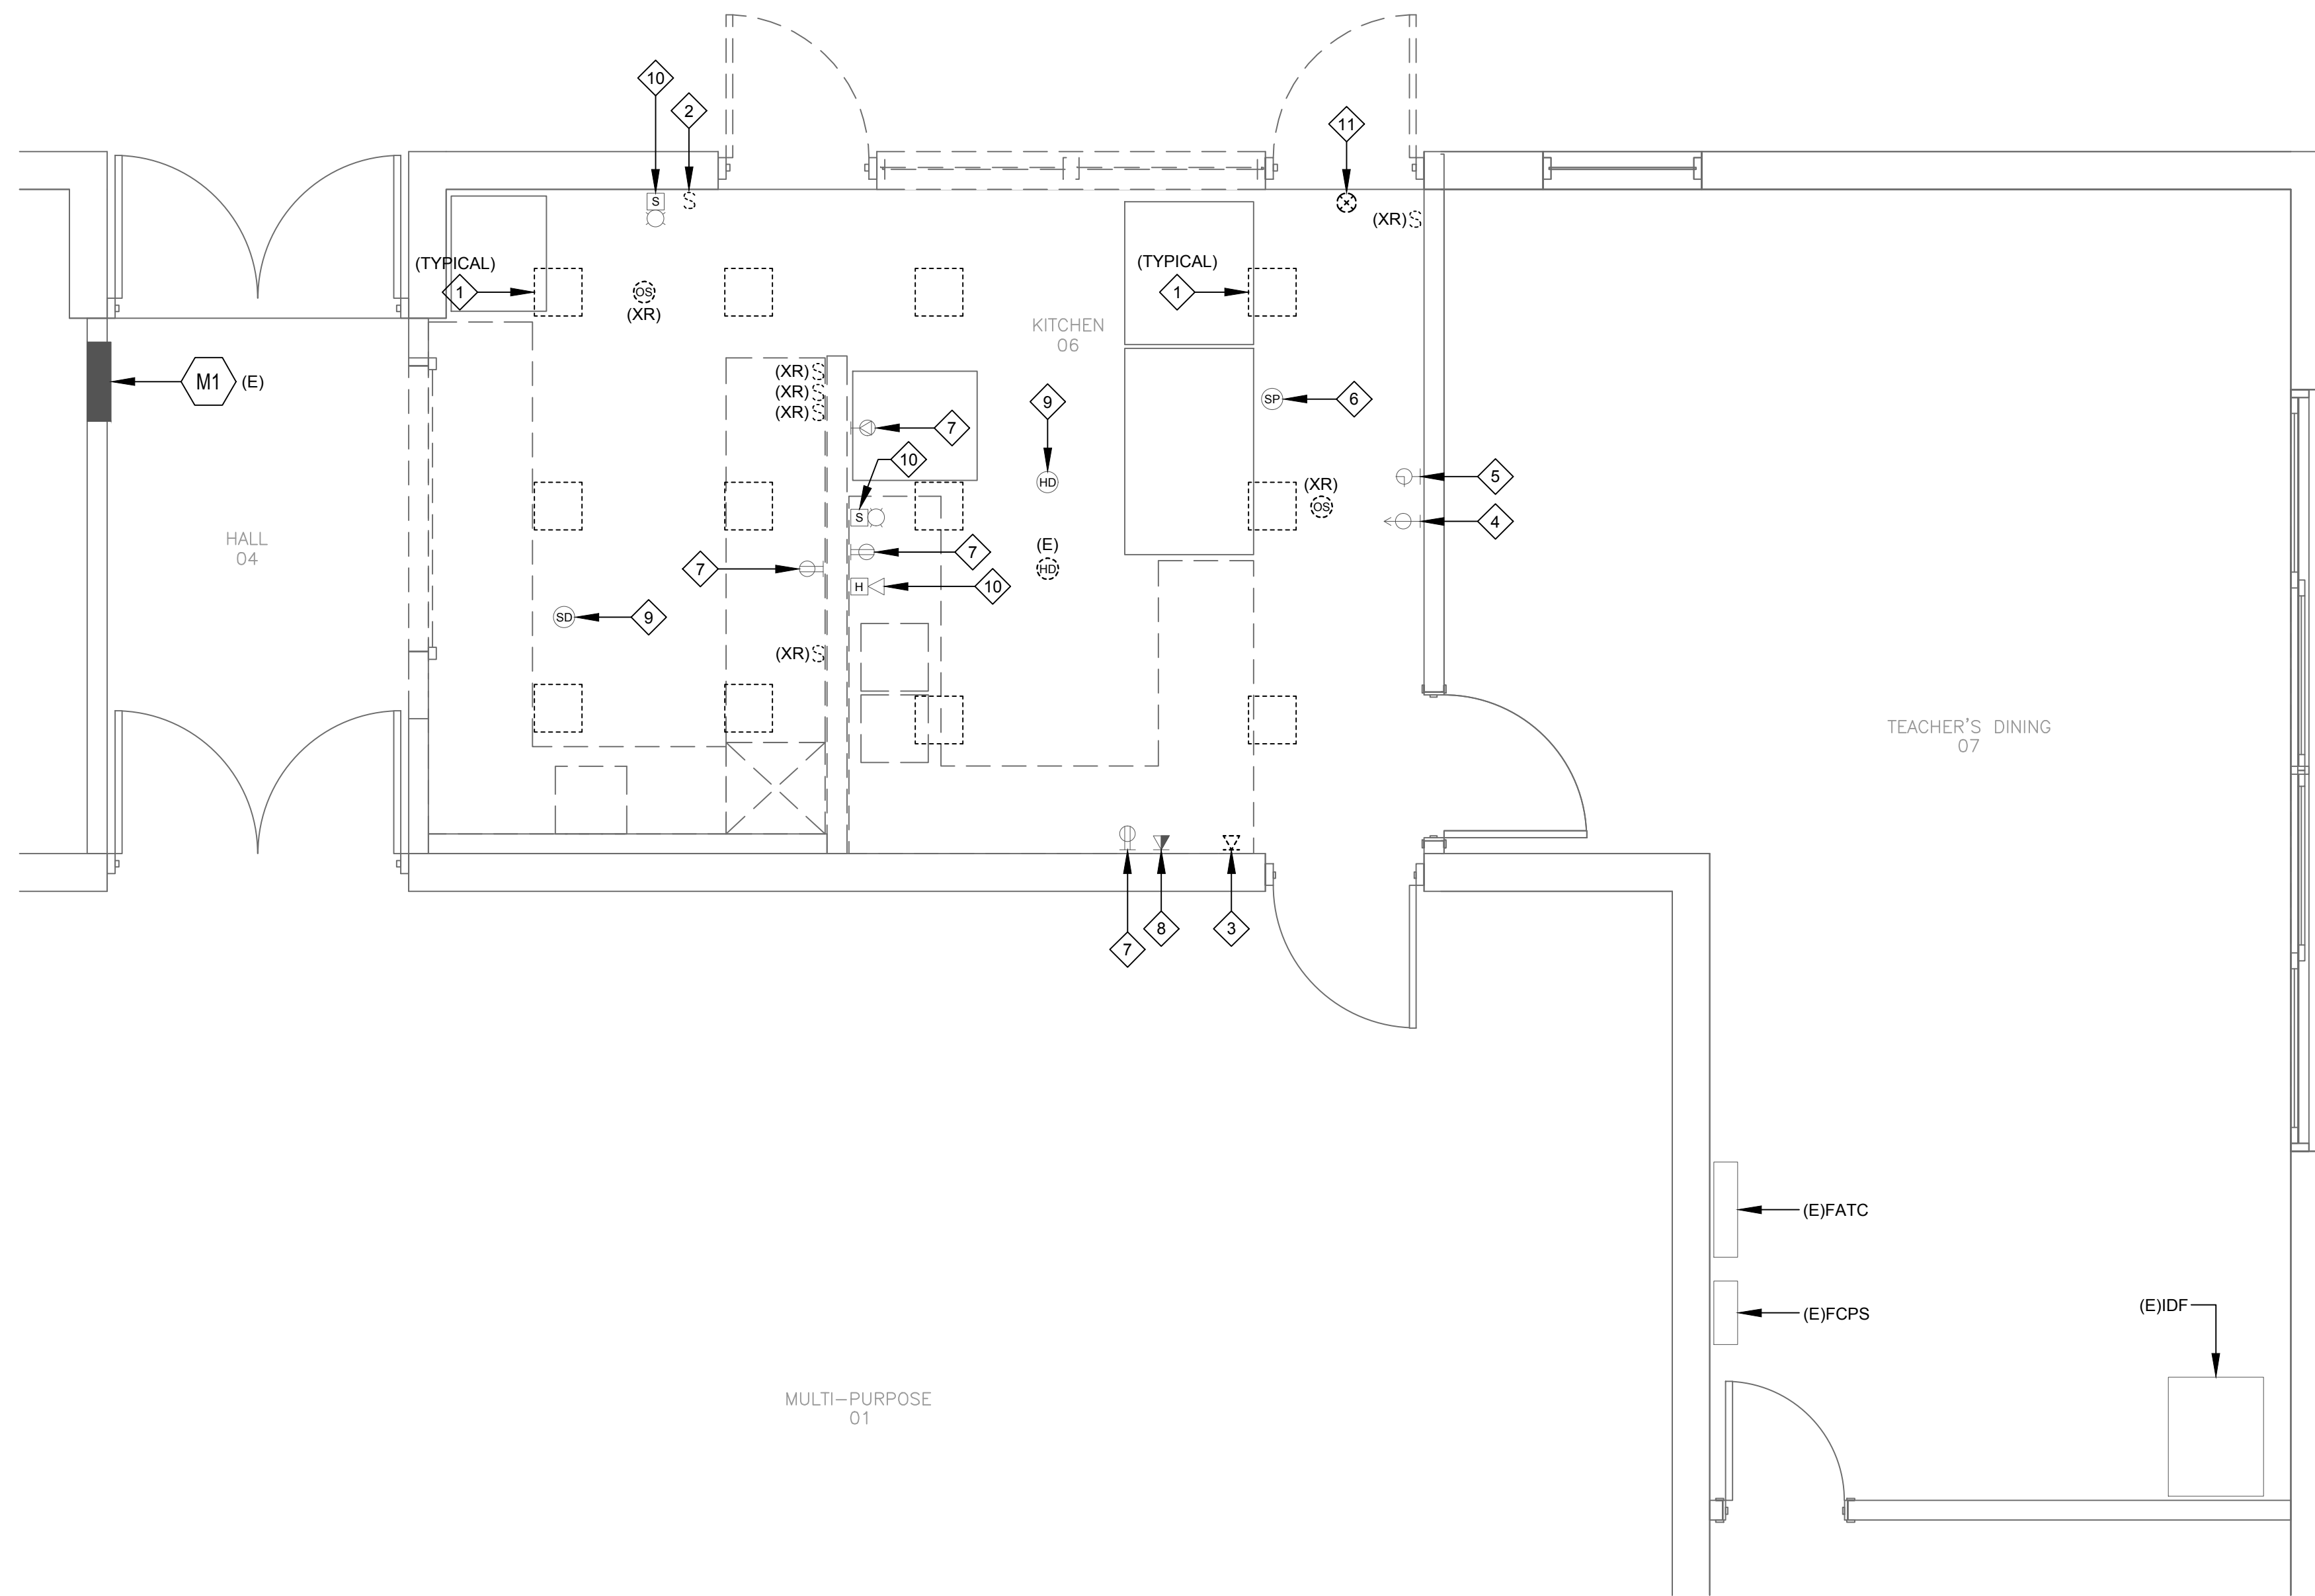 10
2
11
(XR) S
(TYPICAL)
1
OS
(XR)
(TYPICAL)
1
S
S
KITCHEN
06
M1 (E)
(XR) S
(XR) S
(XR) S
9
SP
6
7
10
HD
5
(XR)
OS
4
S
HALL
04
(E)
HD
7
7
H
10
SD
9
(XR) S
TEACHER'S DINING
07
7
8
3
(E)FATC
(E)FCPS
(E)IDF
MULTI-PURPOSE
01